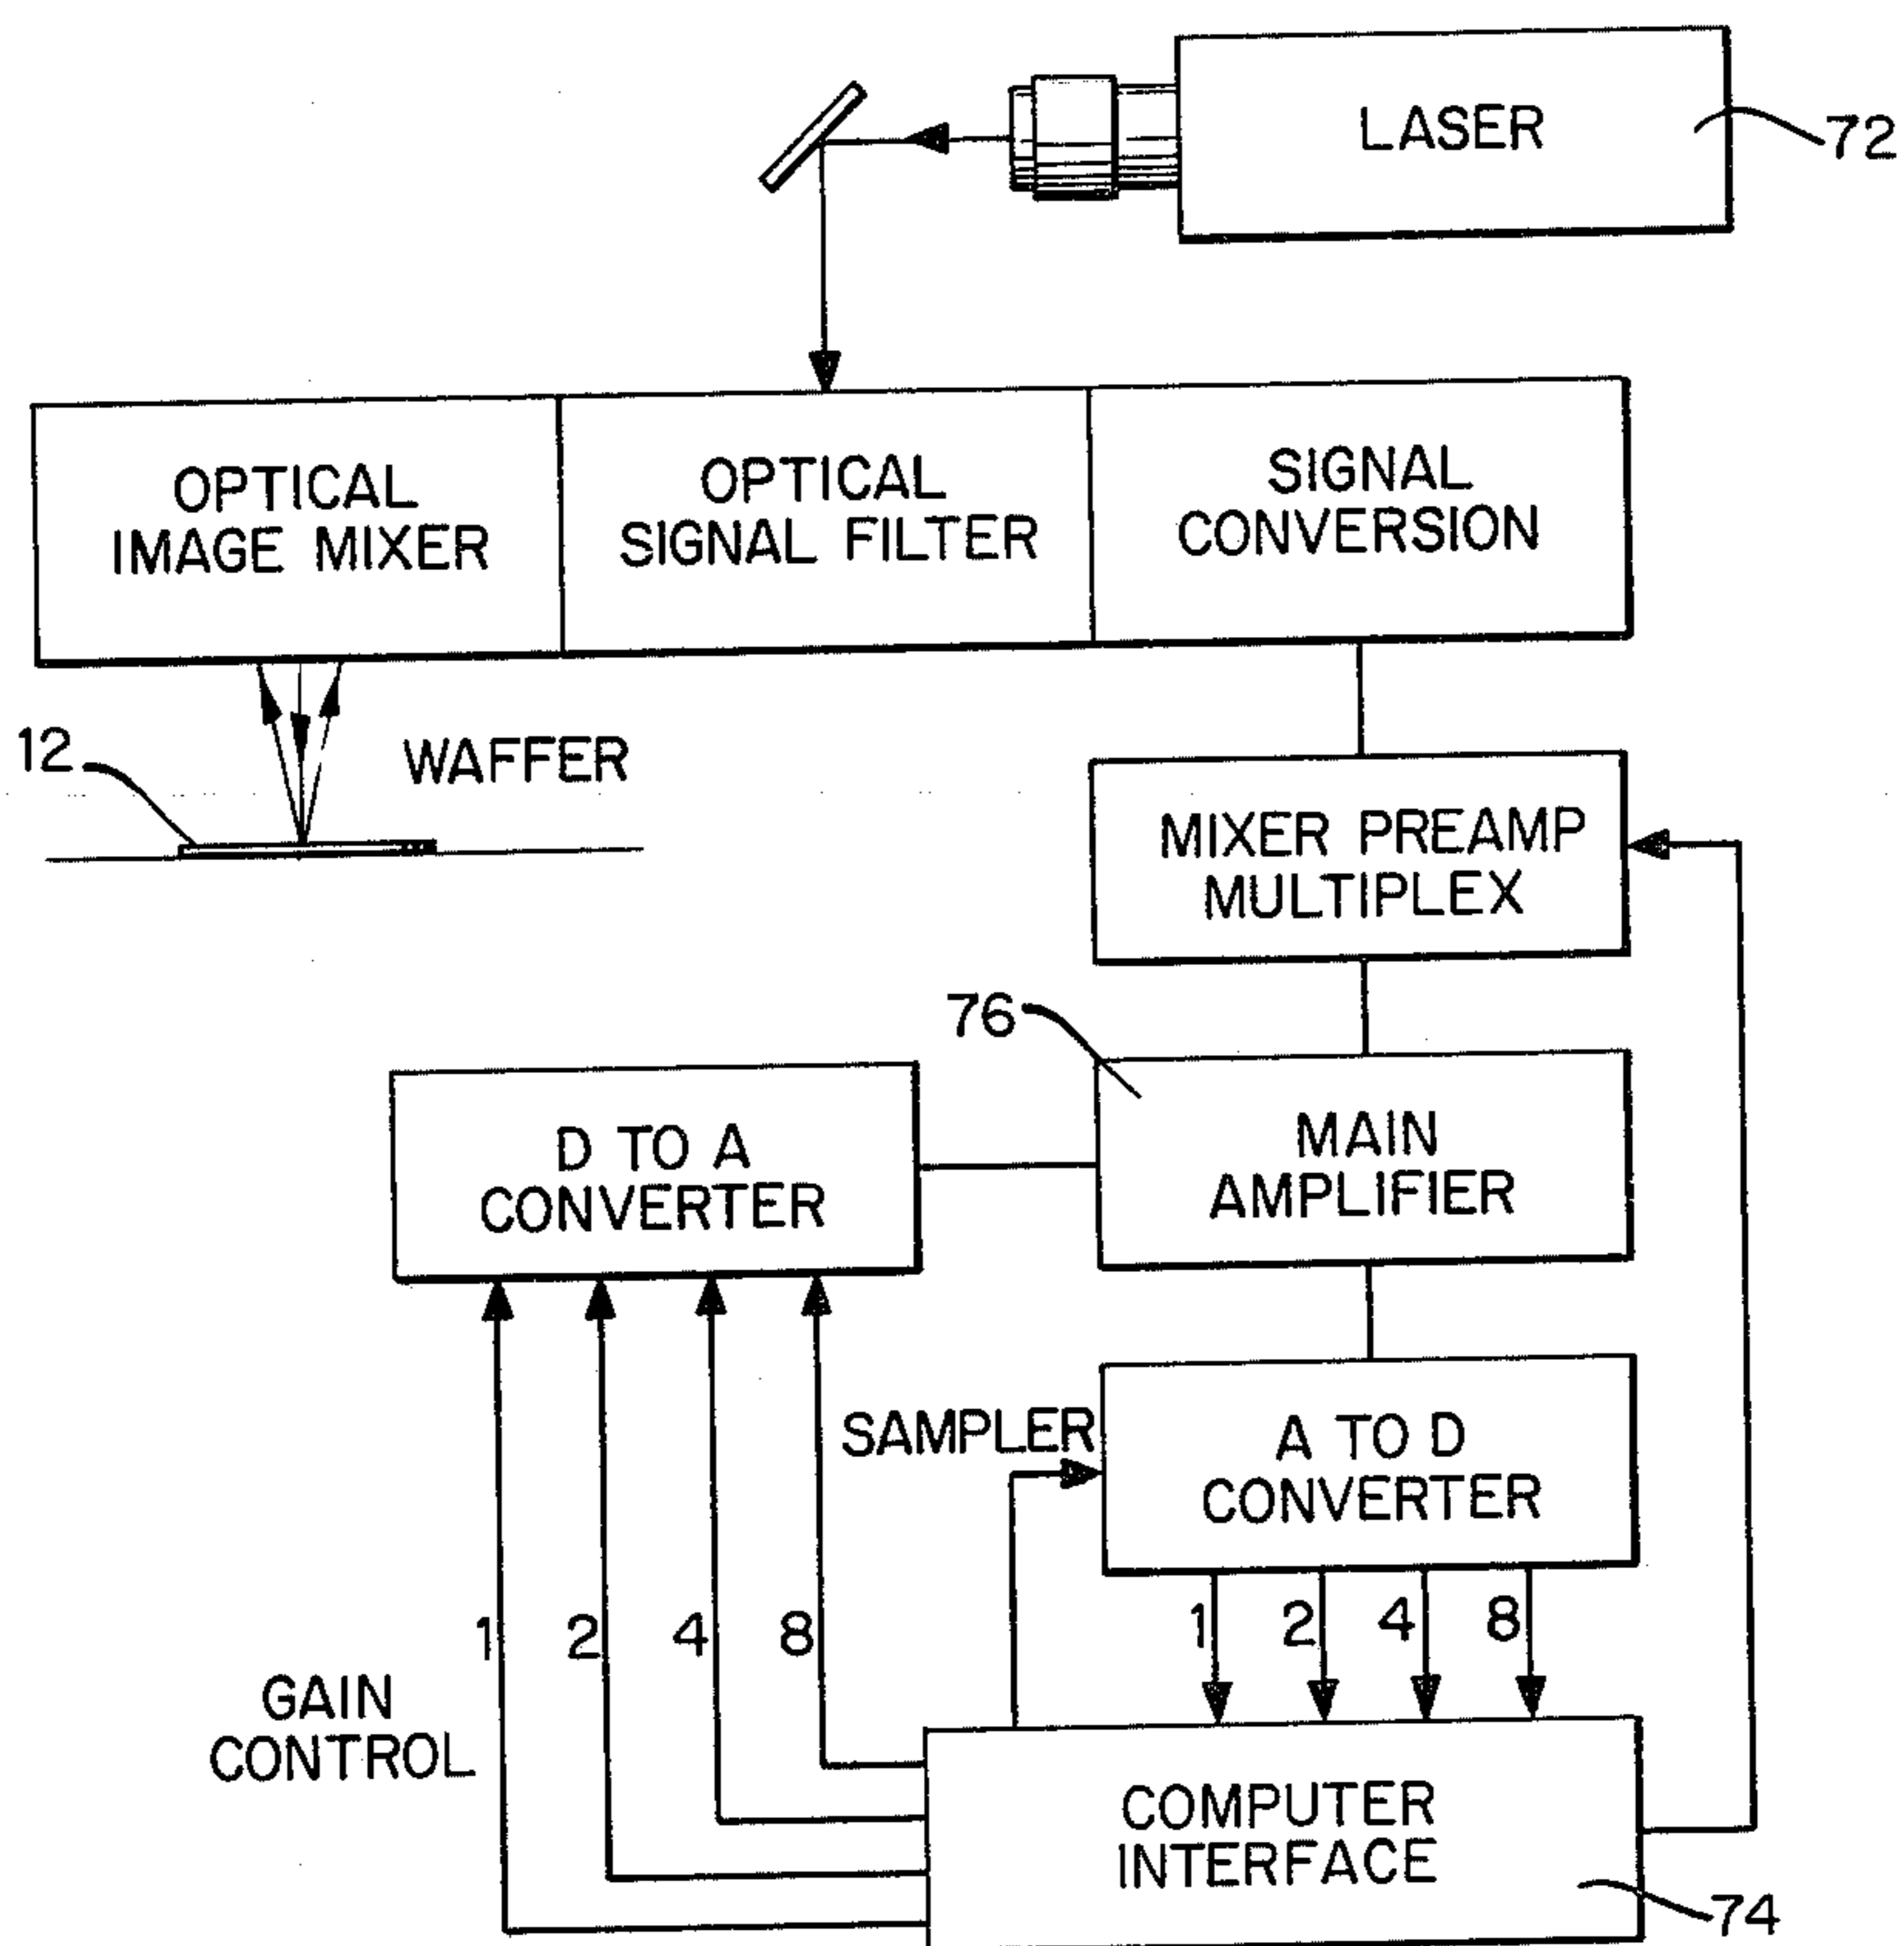 LASER
72
OPTICAL
IMAGE MIXER
OPTICAL
SIGNAL FILTER
SIGNAL
CONVERSION
12
WAFFER
MIXER PREAMP
MULTIPLEX
76
D TO A
CONVERTER
MAIN
AMPLIFIER
SAMPLER
A TO D
CONVERTER
1 2 4 8
1 2 4 8
GAIN
CONTROL
COMPUTER
INTERFACE
74